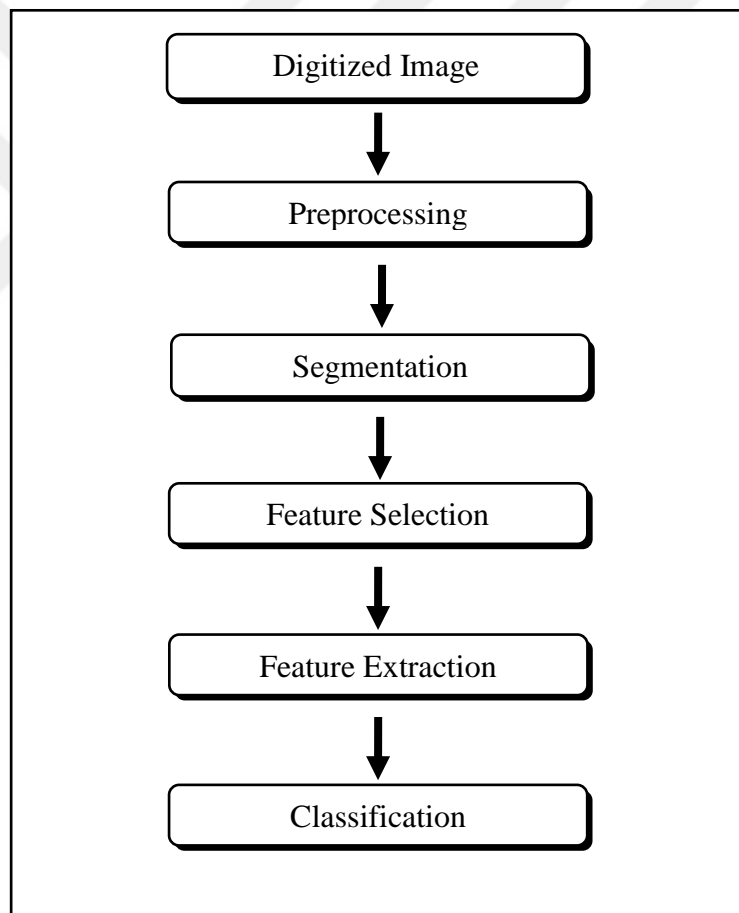 Digitized Image
Preprocessing
Segmentation
Feature Selection
Feature Extraction
Classification